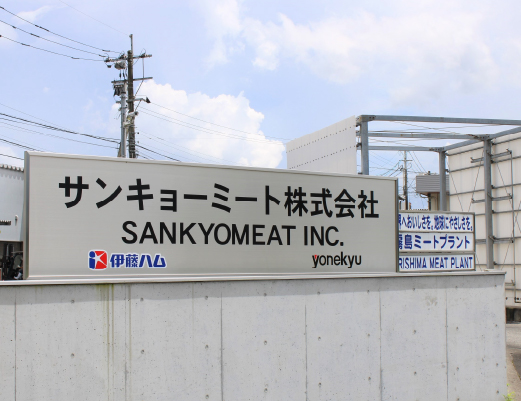 サンキョーミート株式会社
SANKYOMEAT INC.
伊藤ハム
yonekyu
へおいしさを、地球にやさしさを。
霧島ミートプラント
RISHIMA MEAT PLANT